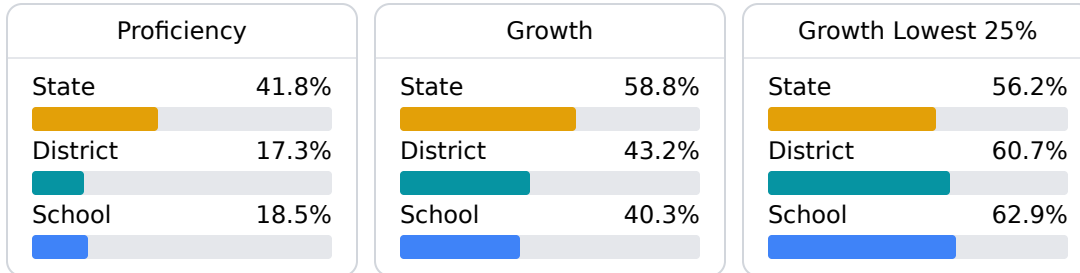 Proficiency
State 41.8%
District 17.3%
School 18.5%
Growth
State 58.8%
District 43.2%
School 40.3%
Growth Lowest 25%
State 56.2%
District 60.7%
School 62.9%